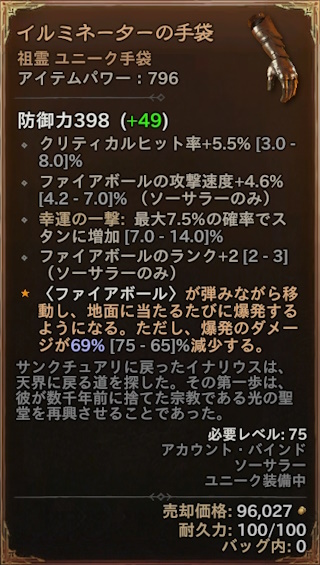 イルミネーターの手袋
祖霊 ユニーク手袋
アイテムパワー：796
防御力398 (+49)
クリティカルヒット率+5.5% [3.0 -
8.0]%
ファイアボールの攻撃速度+4.6%
[4.2 - 7.0]% （ソーサラーのみ）
幸運の一撃: 最大7.5%の確率でス
タンに増加 [7.0 - 14.0]%
ファイアボールのランク+2 [2 - 3]
（ソーサラーのみ）
〈ファイアボール〉が弾みながら移
動し、地面に当たるたびに爆発する
ようになる。ただし、爆発のダメー
ジが69% [75 - 65]%減少する。
サンクチュアリに戻ったイナリウスは、
天界に戻る道を探した。その第一歩は、
彼が数千年前に捨てた宗教である光の聖
堂を再興させることであった。
必要レベル: 75
アカウント・バインド
ソーサラー
ユニーク装備中
売却価格: 96,027
耐久力: 100/100
バッグ内: 0